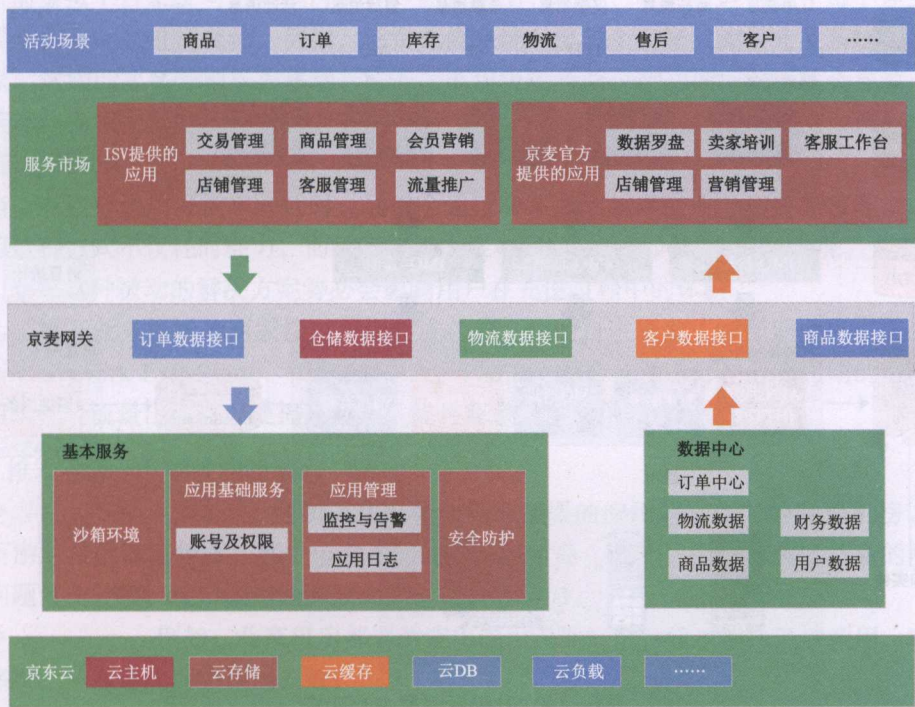 活动场景
商品
订单
库存
物流
售后
客户
……
服务市场
ISV提供的
应用
交易管理
商品管理
会员营销
店铺管理
客服管理
流量推广
京麦官方
提供的应用
数据罗盘
卖家培训
客服工作台
店铺管理
营销管理
京麦网关
订单数据接口
仓储数据接口
物流数据接口
客户数据接口
商品数据接口
基本服务
沙箱环境
应用基础服务
账号及权限
应用管理
监控与告警
应用日志
安全防护
数据中心
订单中心
物流数据
财务数据
商品数据
用户数据
京东云
云主机
云存储
云缓存
云DB
云负载
……